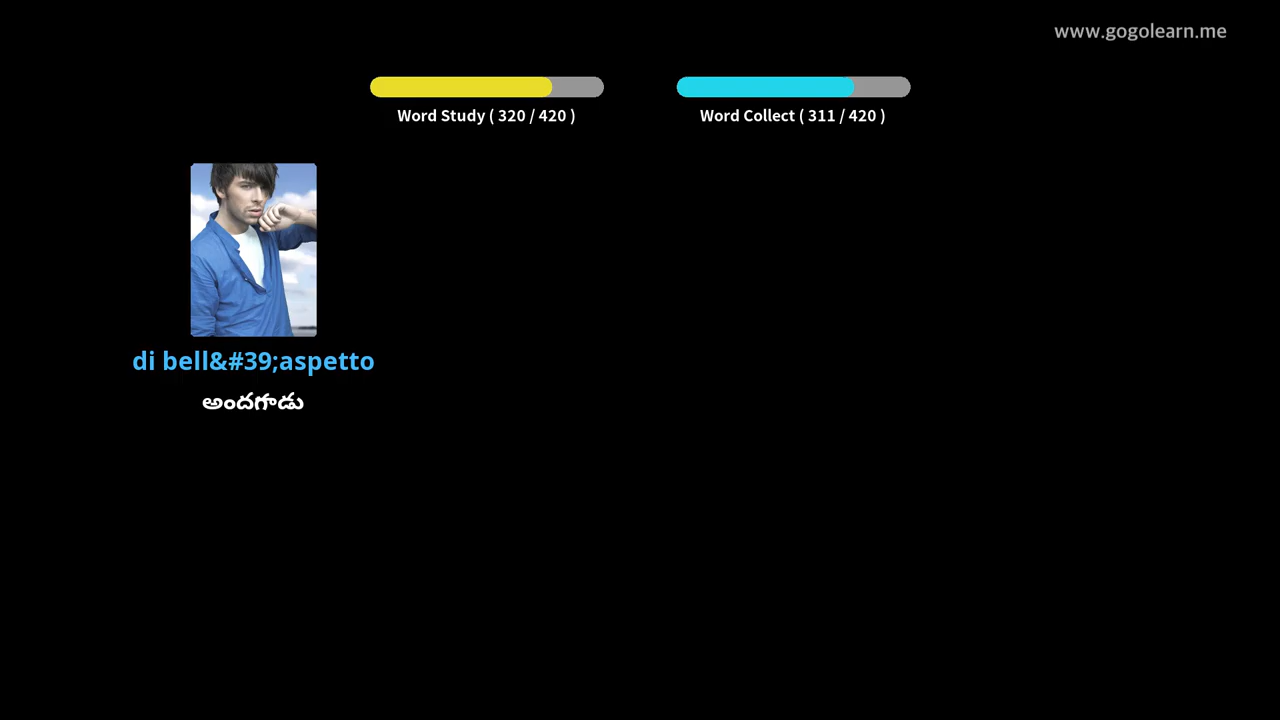 www.gogolearn.me
Word Study ( 320 / 420 )
Word Collect ( 311 / 420 )
di bell&#39;aspetto
అందగాడు